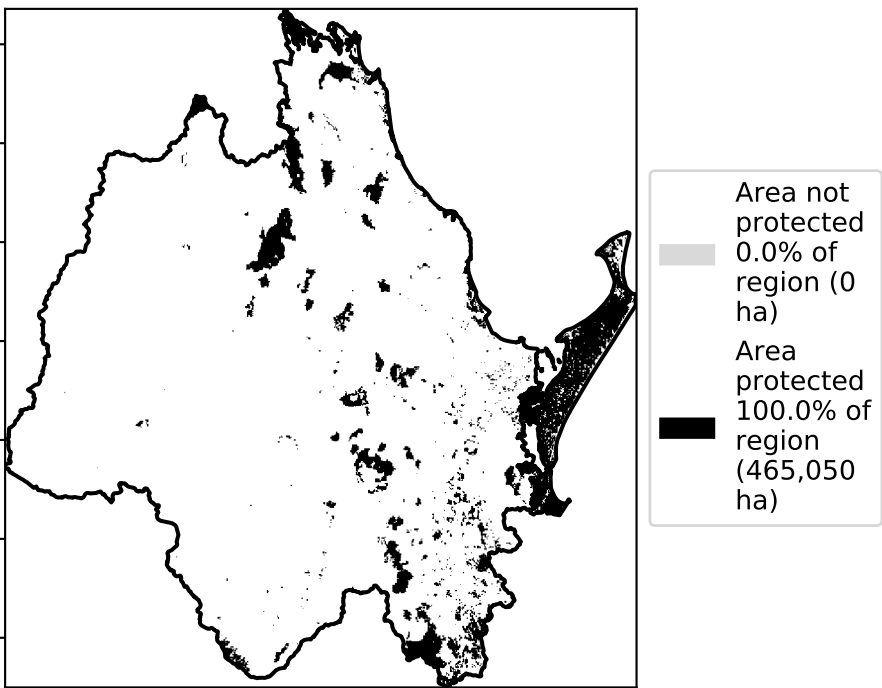 Area not
protected
0.0% of
region (0
ha)
Area
protected
100.0% of
region
(465,050
ha)